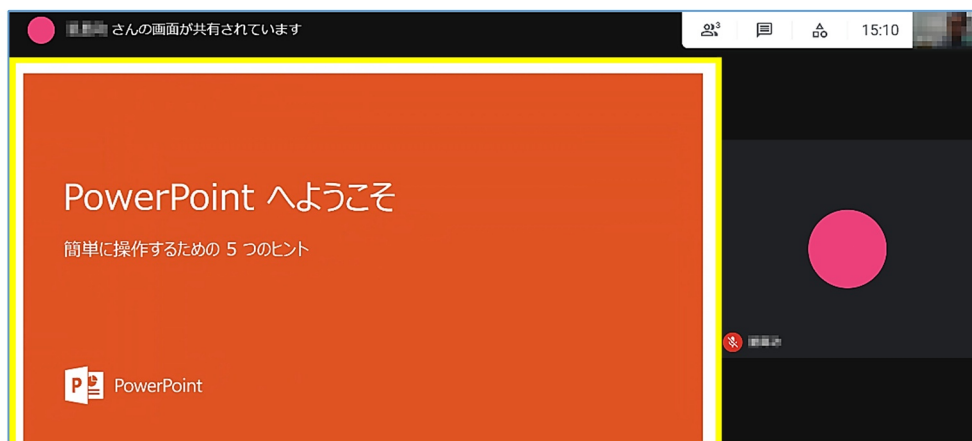 さんの画面が共有されています
3
15:10
PowerPoint へようこそ
簡単に操作するための 5 つのヒント
P
PowerPoint